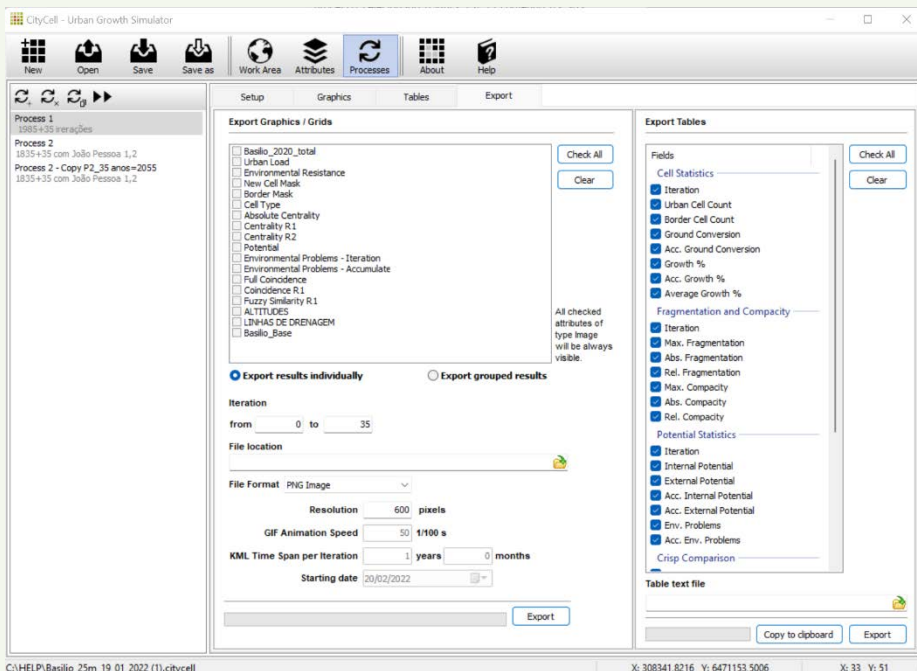 CityCell - Urban Growth Simulator
New Open Save Save as Work Area Attributes Processes About Help
Process 1
1985+35 irerações
Process 2
1835+35 com João Pessoa 1,2
Process 2 - Copy P2_35 anos=2055
1835+35 com João Pessoa 1,2
Setup Graphics Tables Export
Export Graphics / Grids
Basilio_2020_total
Urban Load
Environmental Resistance
New Cell Mask
Border Mask
Cell Type
Absolute Centrality
Centrality R1
Centrality R2
Potential
Environmental Problems - Iteration
Environmental Problems - Accumulate
Full Coincidence
Coincidence R1
Fuzzy Similarity R1
ALTITUDES
LINHAS DE DRENAGEM
Basilio_Base
Check All
Clear
All checked
attributes of
type Image
will be always
visible.
Export results individually Export grouped results
Iteration
from 0 to 35
File location
File Format PNG Image
Resolution 600 pixels
GIF Animation Speed 50 1/100 s
KML Time Span per Iteration 1 years 0 months
Starting date 20/02/2022
Export
Export Tables
Fields
Cell Statistics
Iteration
Urban Cell Count
Border Cell Count
Ground Conversion
Acc. Ground Conversion
Growth %
Acc. Growth %
Average Growth %
Fragmentation and Compacity
Iteration
Max. Fragmentation
Abs. Fragmentation
Rel. Fragmentation
Max. Compacity
Abs. Compacity
Rel. Compacity
Potential Statistics
Iteration
Internal Potential
External Potential
Acc. Internal Potential
Acc. External Potential
Env. Problems
Acc. Env. Problems
Crisp Comparison
Check All
Clear
Table text file
Copy to clipboard Export
C:\HELP\Basilio_25m_19_01_2022 (1).citycell X: 308341.8216 Y: 6471153.5006 X: 33 Y: 51